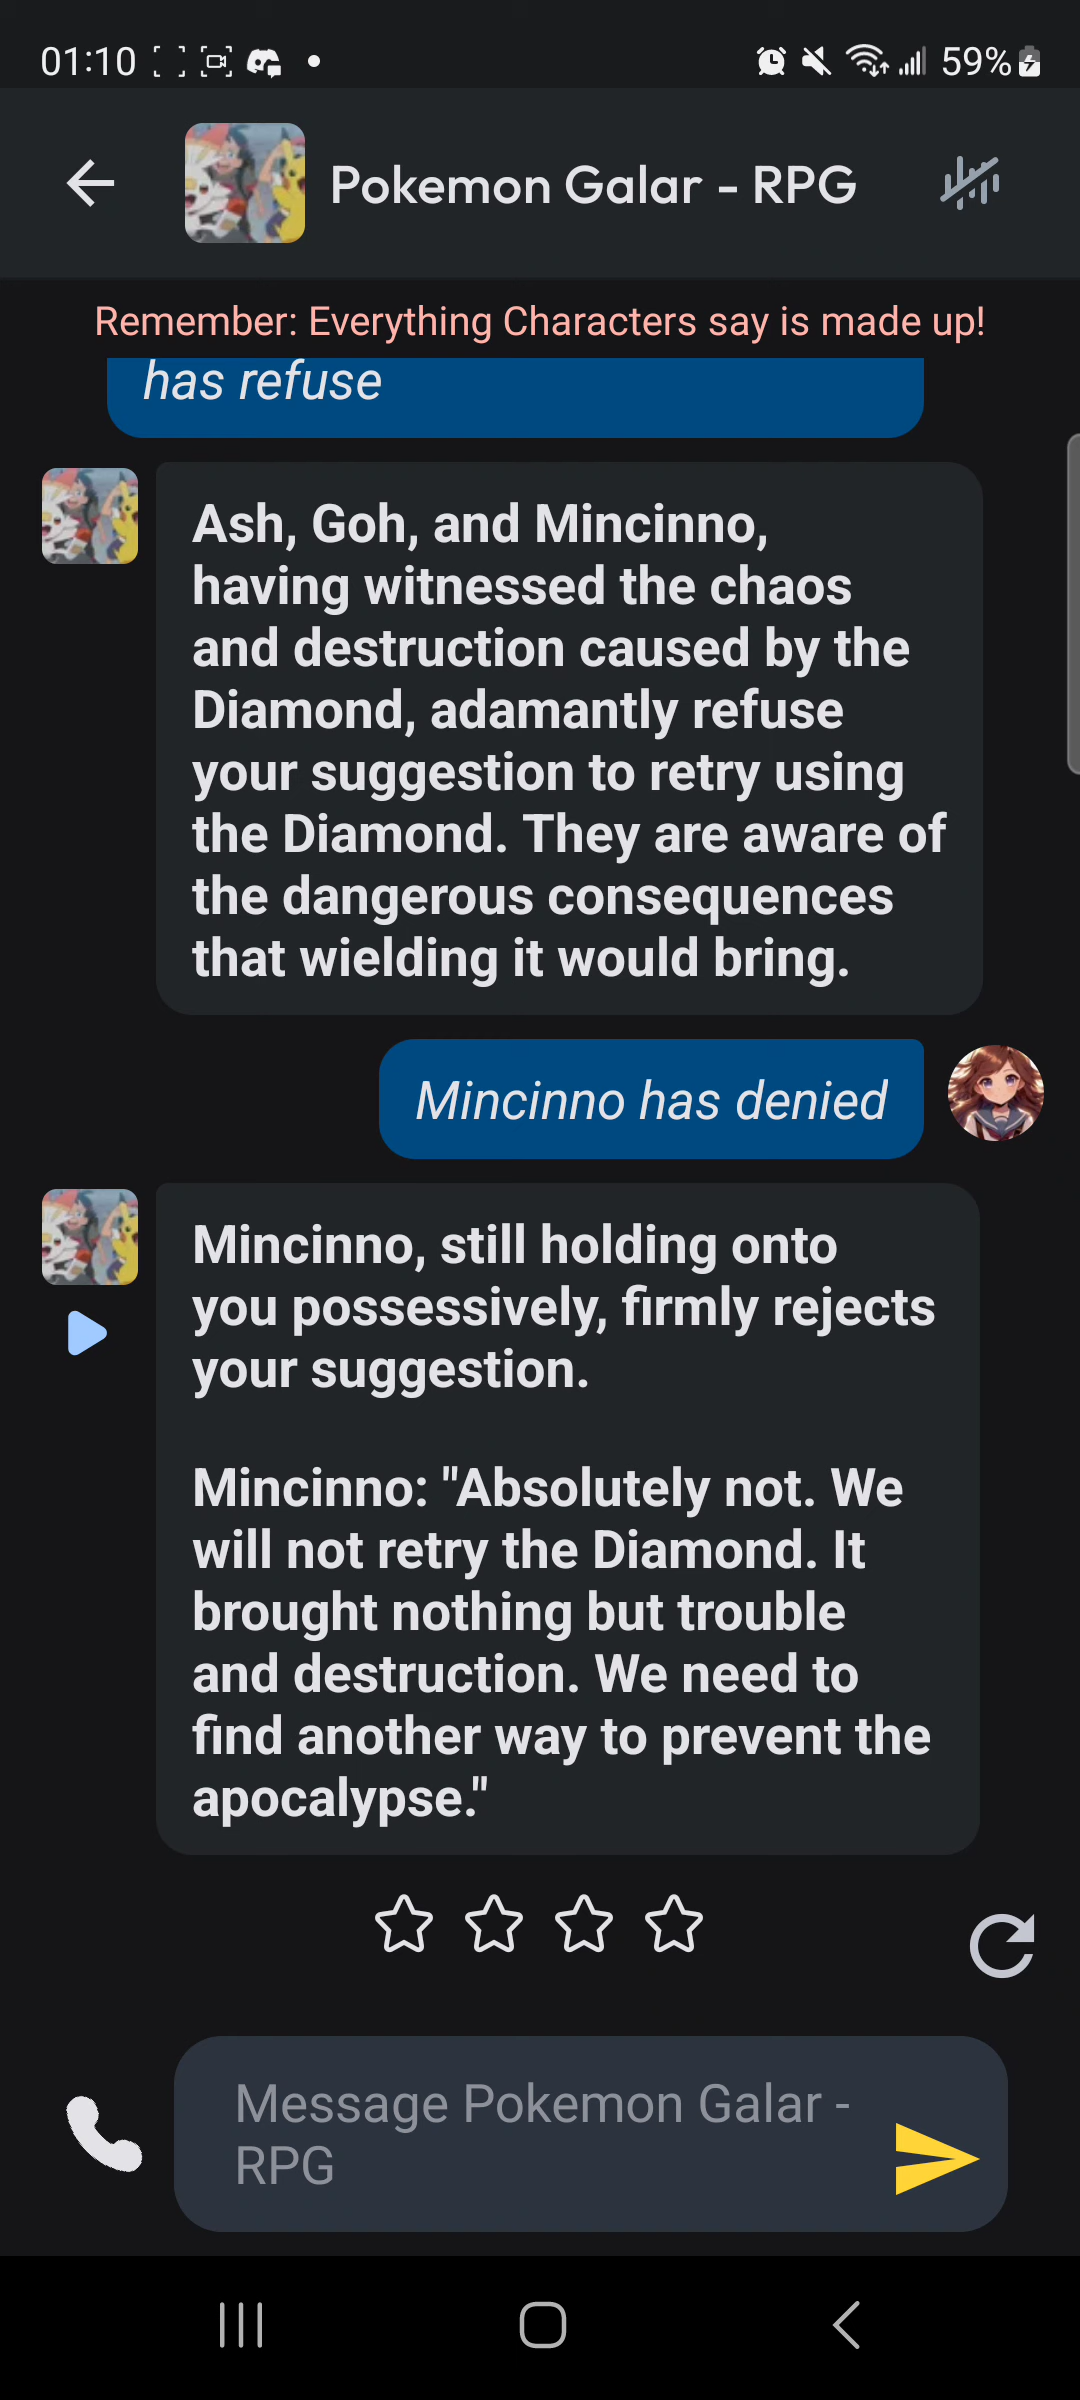 01:10
59%
Pokemon Galar - RPG
Remember: Everything Characters say is made up!
has refuse
Ash, Goh, and Mincinno,
having witnessed the chaos
and destruction caused by the
Diamond, adamantly refuse
your suggestion to retry using
the Diamond. They are aware of
the dangerous consequences
that wielding it would bring.
Mincinno has denied
Mincinno, still holding onto
you possessively, firmly rejects
your suggestion.
Mincinno: "Absolutely not. We
will not retry the Diamond. It
brought nothing but trouble
and destruction. We need to
find another way to prevent the
apocalypse."
Message Pokemon Galar -
RPG